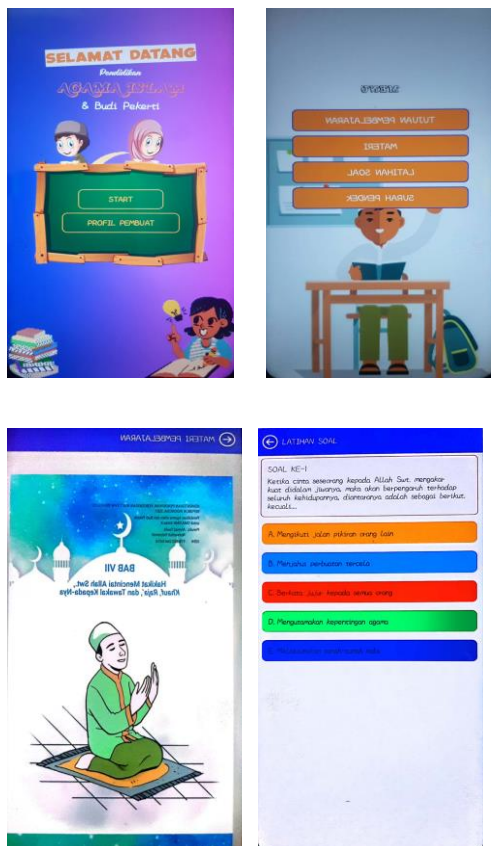 SELAMAT DATANG
Pendidikan
AGAMA ISLAM
& Budi Pekerti
START
PROFIL PEMBUAT
TUJUAN PEMBELAJARAN
MATERI
LATIHAN SOAL
SURAH PENDEK
MATERI PEMBELAJARAN
BAB VII
Hakikat Mencintai Allah Swt.,
Khauf, Raja', dan Tawakal Kepada-Nya
LATIHAN SOAL
SOAL KE-1
Ketika cinta seseorang kepada Allah Swt. mengakar
kuat didalam jiwanya, maka akan berpengaruh terhadap
seluruh kehidupannya, diantaranya adalah sebagai berikut,
kecuali...
A. Mengikuti jalan pikiran orang lain
B. Menjahui perbuatan tercela
C. Berkata jujur kepada semua orang
D. Mengutamakan kepentingan agama